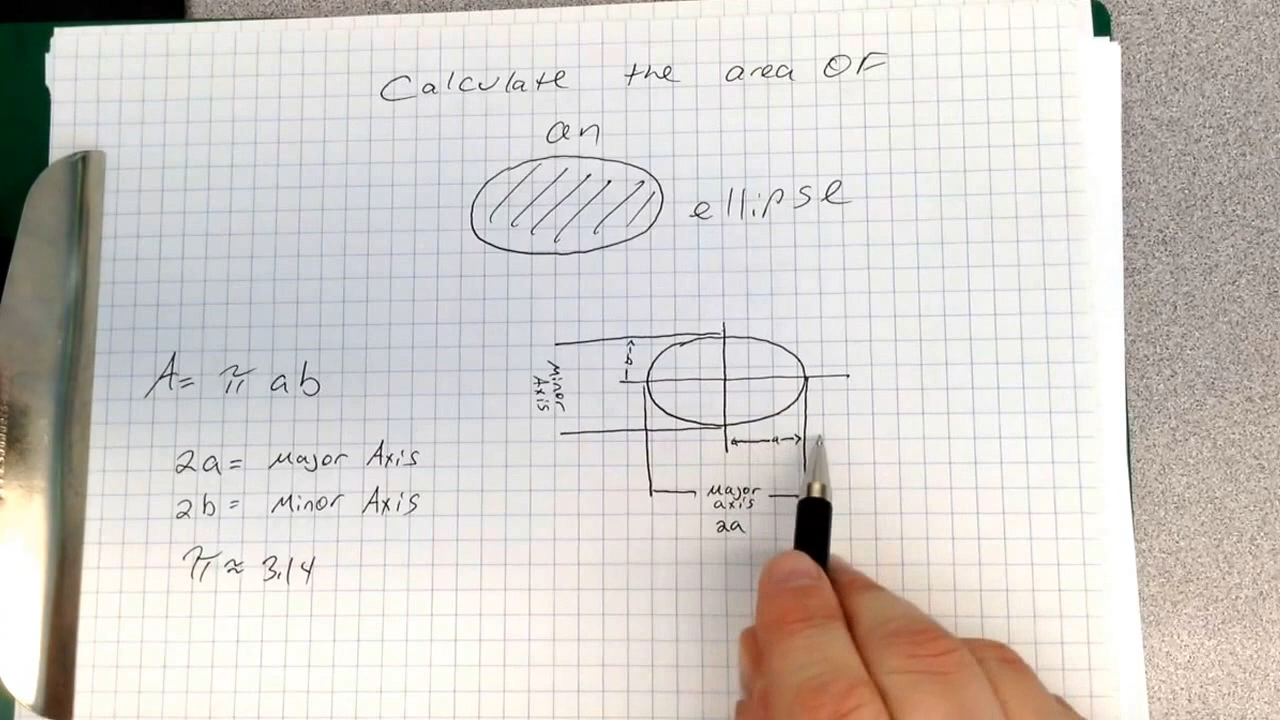 Calculate the area OF
an
ellipse
A= π ab
2a= Major Axis
2b= Minor Axis
π ≈ 3.14
Minor
Axis
a
Major
axis
2a